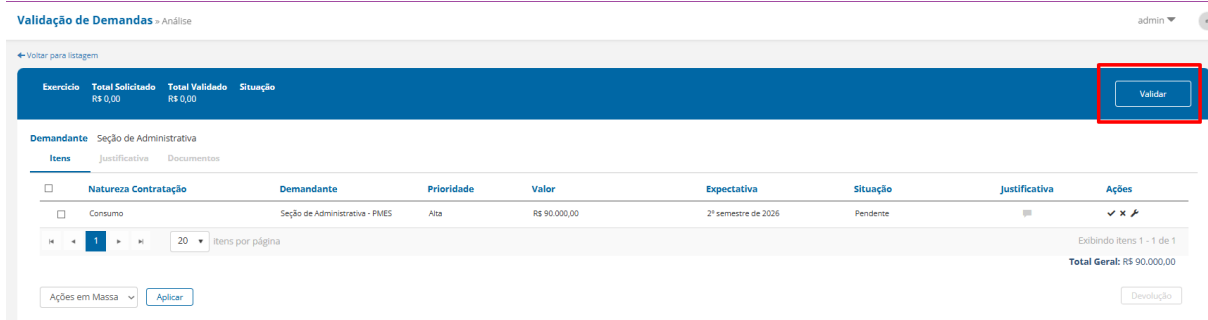 Validação de Demandas » Análise
admin
Voltar para listagem
Exercício Total Solicitado Total Validado Situação
R$ 0,00 R$ 0,00
Validar
Demandante Seção de Administrativa
Itens Justificativa Documentos
Natureza Contratação Demandante Prioridade Valor Expectativa Situação Justificativa Ações
Consumo Seção de Administrativa - PMES Alta R$ 90.000,00 2º semestre de 2026 Pendente
1 20 itens por página Exibindo itens 1 - 1 de 1
Total Geral: R$ 90.000,00
Ações em Massa Aplicar Devolução